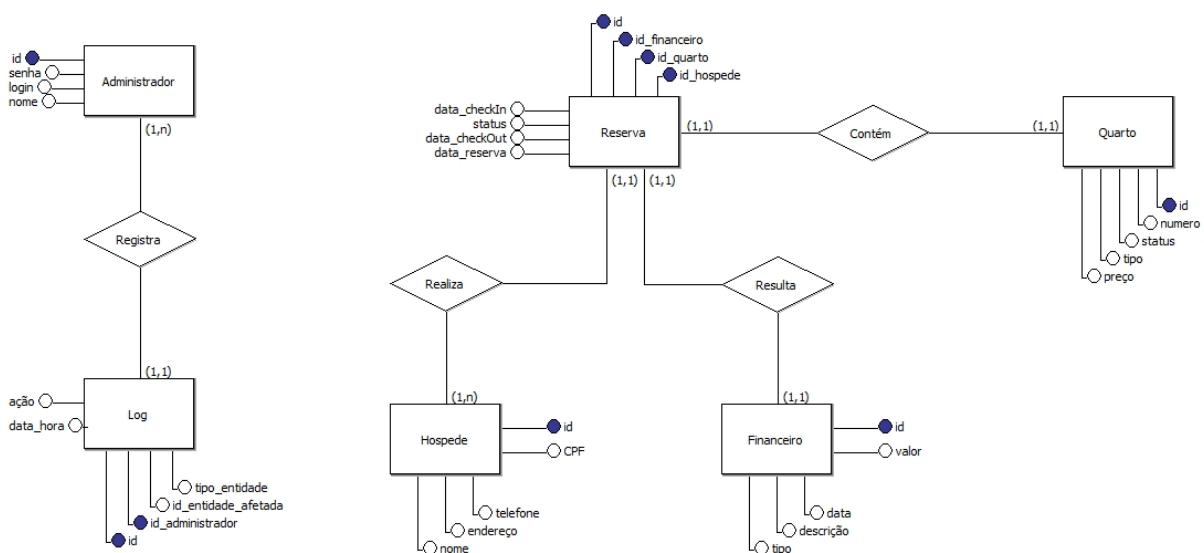 id
senha
login
nome
Administrador
(1,n)
Registra
(1,1)
ação
data_hora
Log
tipo_entidade
id_entidade_afetada
id_administrador
id
id
id_financeiro
id_quarto
id_hospede
data_checkIn
status
data_checkOut
data_reserva
Reserva
(1,1)
Contém
(1,1)
Quarto
id
numero
status
tipo
preço
(1,1)
(1,1)
Realiza
Resulta
(1,n)
Hospede
id
CPF
telefone
endereço
nome
(1,1)
Financeiro
id
valor
data
descrição
tipo